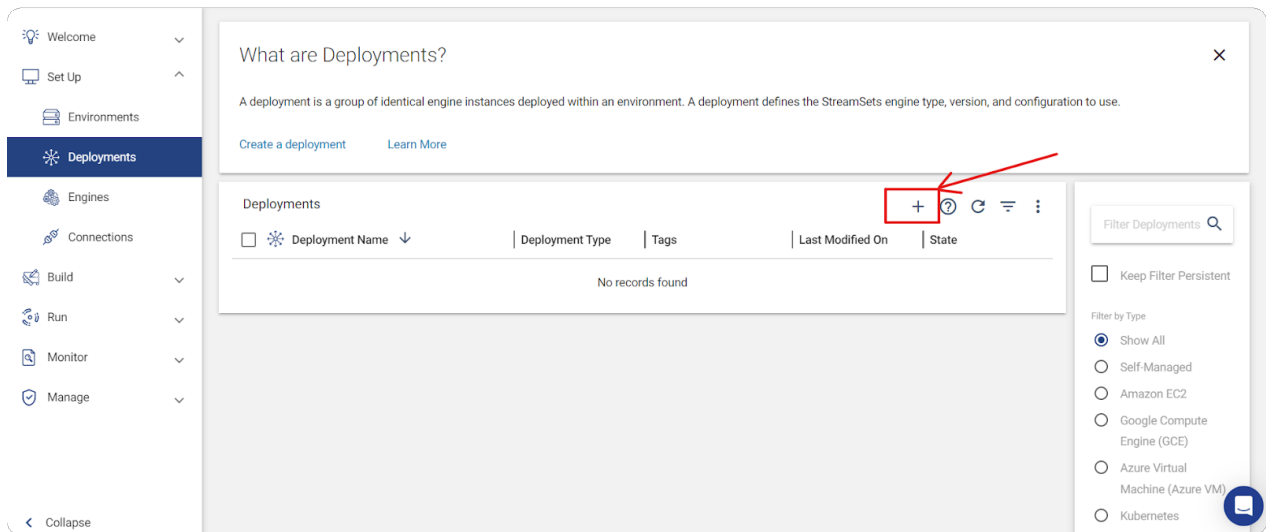 Welcome
Set Up
Environments
Deployments
Engines
Connections
Build
Run
Monitor
Manage
Collapse
What are Deployments?
A deployment is a group of identical engine instances deployed within an environment. A deployment defines the StreamSets engine type, version, and configuration to use.
Create a deployment Learn More
Deployments
Deployment Name Deployment Type Tags Last Modified On State
No records found
Filter Deployments
Keep Filter Persistent
Filter by Type
Show All
Self-Managed
Amazon EC2
Google Compute
Engine (GCE)
Azure Virtual
Machine (Azure VM)
Kubernetes